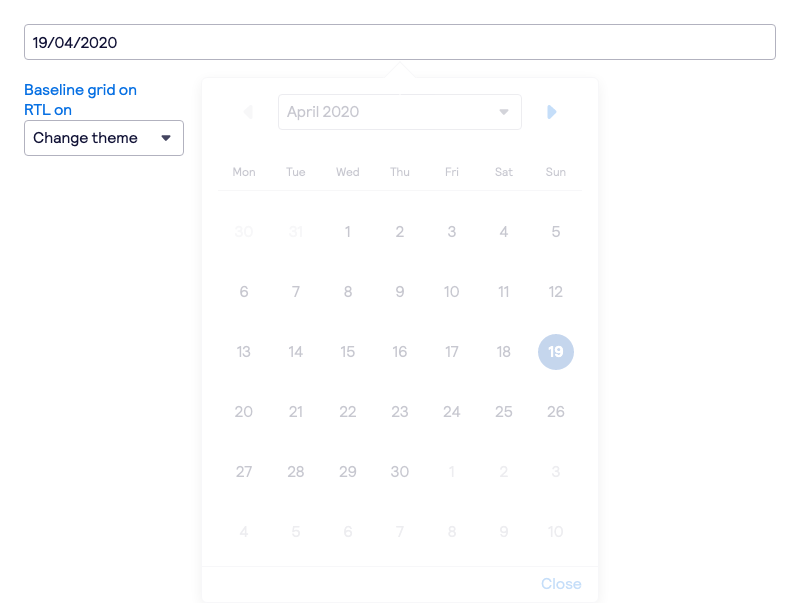 19/04/2020
Baseline grid on
RTL on
Change theme
April 2020
Mon Tue Wed Thu Fri Sat Sun
30 31 1 2 3 4 5
6 7 8 9 10 11 12
13 14 15 16 17 18 19
20 21 22 23 24 25 26
27 28 29 30 1 2 3
4 5 6 7 8 9 10
Close